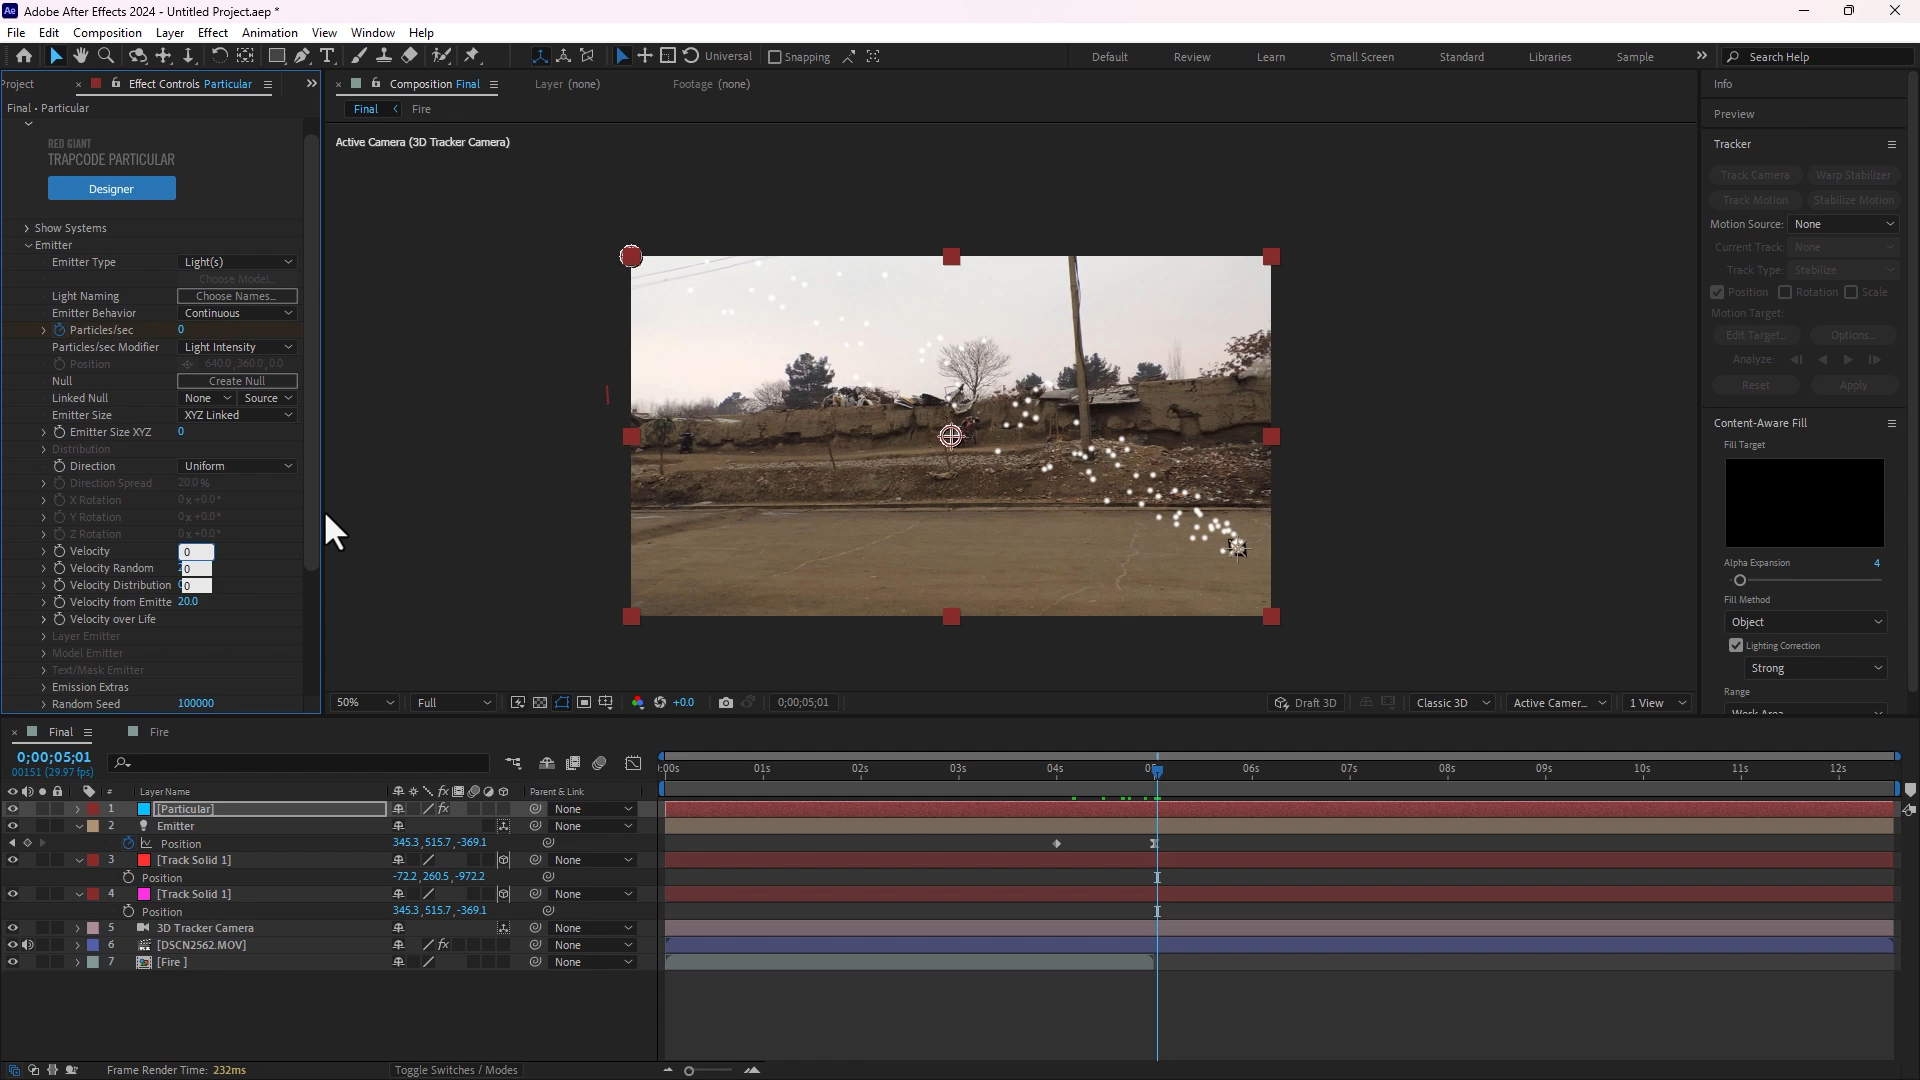 Adobe After Effects 2024 - Untitled Project.aep *
File Edit Composition Layer Effect Animation View Window Help
Universal Snapping Default Review Learn Small Screen Standard Libraries Sample Search Help
Project Effect Controls Particular
Final • Particular
RED GIANT
TRAPCODE PARTICULAR
Designer
Show Systems
Emitter
Emitter Type Light(s)
Choose Model...
Light Naming Choose Names...
Emitter Behavior Continuous
Particles/sec 0
Particles/sec Modifier Light Intensity
Position 640.0,360.0,0.0
Null Create Null
Linked Null None Source
Emitter Size XYZ Linked
Emitter Size XYZ 0
Distribution
Direction Uniform
Direction Spread 20.0 %
X Rotation 0x+0.0°
Y Rotation 0x+0.0°
Z Rotation 0x+0.0°
Velocity 0
Velocity Random 0
Velocity Distribution 0
Velocity from Emitte 20.0
Velocity over Life
Layer Emitter
Model Emitter
Text/Mask Emitter
Emission Extras
Random Seed 100000
Composition Final Layer (none) Footage (none)
Final Fire
Active Camera (3D Tracker Camera)
50% Full +0.0 0;00;05;01 Draft 3D Classic 3D Active Camer... 1 View
Info
Preview
Tracker
Track Camera Warp Stabilizer
Track Motion Stabilize Motion
Motion Source: None
Current Track: None
Track Type: Stabilize
Position Rotation Scale
Motion Target:
Edit Target... Options...
Analyze:
Reset Apply
Content-Aware Fill
Fill Target
Alpha Expansion 4
Fill Method
Object
Lighting Correction
Strong
Range
Work Area
Final Fire
0;00;05;01
00151 (29.97 fps)
:00s 01s 02s 03s 04s 05s 06s 07s 08s 09s 10s 11s 12s
# Layer Name Parent & Link
1 [Particular] None
2 Emitter None
Position 345.3,515.7,-369.1
3 [Track Solid 1] None
Position -72.2,260.5,-972.2
4 [Track Solid 1] None
Position 345.3,515.7,-369.1
5 3D Tracker Camera None
6 [DSCN2562.MOV] None
7 [Fire ] None
Frame Render Time: 232ms Toggle Switches / Modes